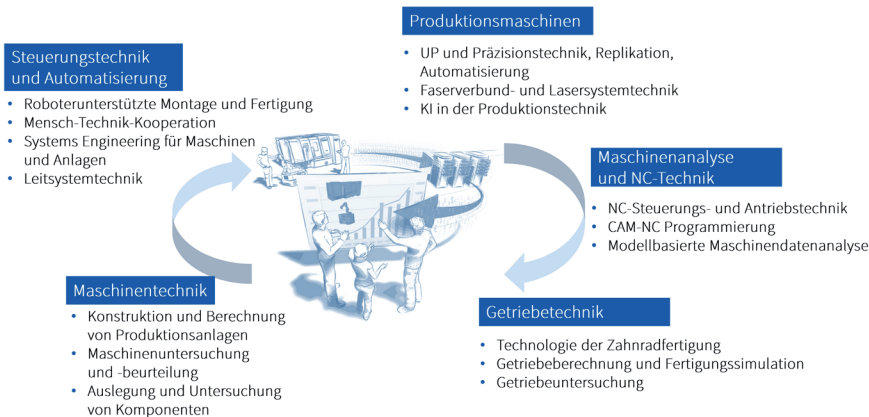 Produktionsmaschinen
• UP und Präzisionstechnik, Replikation,
Automatisierung
• Faserverbund- und Lasersystemtechnik
• KI in der Produktionstechnik
Steuerungstechnik
und Automatisierung
• Roboterunterstützte Montage und Fertigung
• Mensch-Technik-Kooperation
• Systems Engineering für Maschinen
und Anlagen
• Leitsystemtechnik
Maschinenanalyse
und NC-Technik
• NC-Steuerungs- und Antriebstechnik
• CAM-NC Programmierung
• Modellbasierte Maschinendatenanalyse
Maschinentechnik
• Konstruktion und Berechnung
von Produktionsanlagen
• Maschinenuntersuchung
und -beurteilung
• Auslegung und Untersuchung
von Komponenten
Getriebetechnik
• Technologie der Zahnradfertigung
• Getriebeberechnung und Fertigungssimulation
• Getriebeuntersuchung